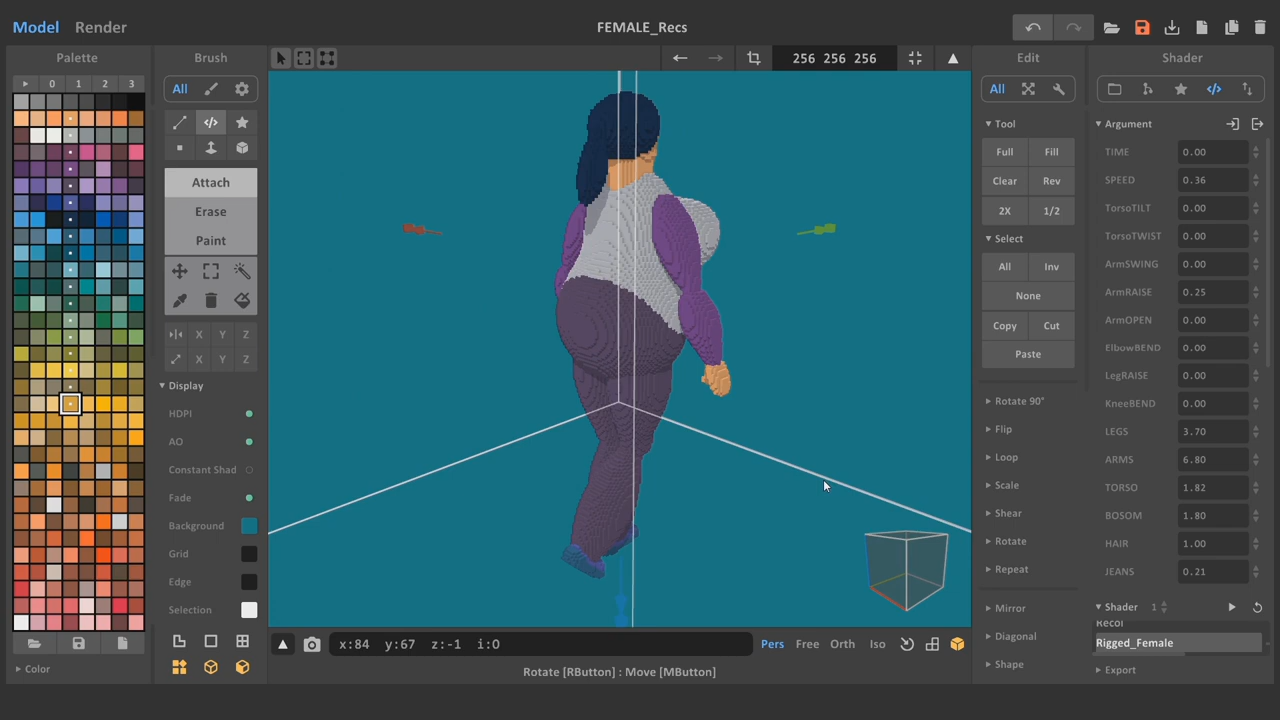 Model Render FEMALE_Recs
Palette
0 1 2 3
Color
Brush
All
Attach
Erase
Paint
X Y Z
X Y Z
Display
HDPI
AO
Constant Shad
Fade
Background
Grid
Edge
Selection
256 256 256
x:84 y:67 z:-1 i:0
Pers Free Orth Iso
Rotate [RButton] : Move [MButton]
Edit
All
Tool
Full Fill
Clear Rev
2X 1/2
Select
All Inv
None
Copy Cut
Paste
Rotate 90°
Flip
Loop
Scale
Shear
Rotate
Repeat
Mirror
Diagonal
Shape
Shader
Argument
TIME 0.00
SPEED 0.36
TorsoTILT 0.00
TorsoTWIST 0.00
ArmSWING 0.00
ArmRAISE 0.25
ArmOPEN 0.00
ElbowBEND 0.00
LegRAISE 0.00
KneeBEND 0.00
LEGS 3.70
ARMS 6.80
TORSO 1.82
BOSOM 1.80
HAIR 1.00
JEANS 0.21
Shader 1
Recol
Rigged_Female
Export